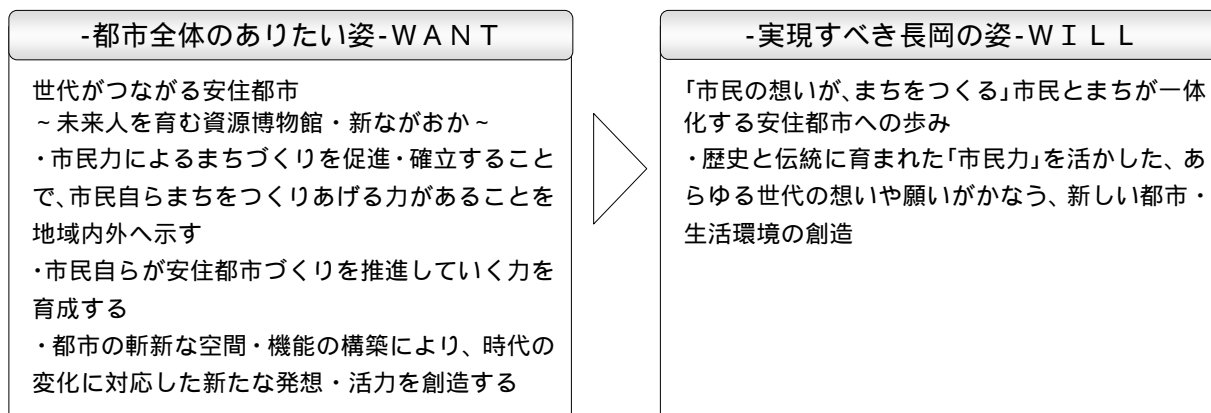 -都市全体のありたい姿-ＷＡＮＴ
世代がつながる安住都市
～未来人を育む資源博物館・新ながおか～
・市民力によるまちづくりを促進・確立すること
で、市民自らまちをつくりあげる力があることを
地域内外へ示す
・市民自らが安住都市づくりを推進していく力を
育成する
・都市の斬新な空間・機能の構築により、時代の
変化に対応した新たな発想・活力を創造する
-実現すべき長岡の姿-ＷＩＬＬ
「市民の想いが、まちをつくる」市民とまちが一体
化する安住都市への歩み
・歴史と伝統に育まれた「市民力」を活かした、あ
らゆる世代の想いや願いがかなう、新しい都市・
生活環境の創造